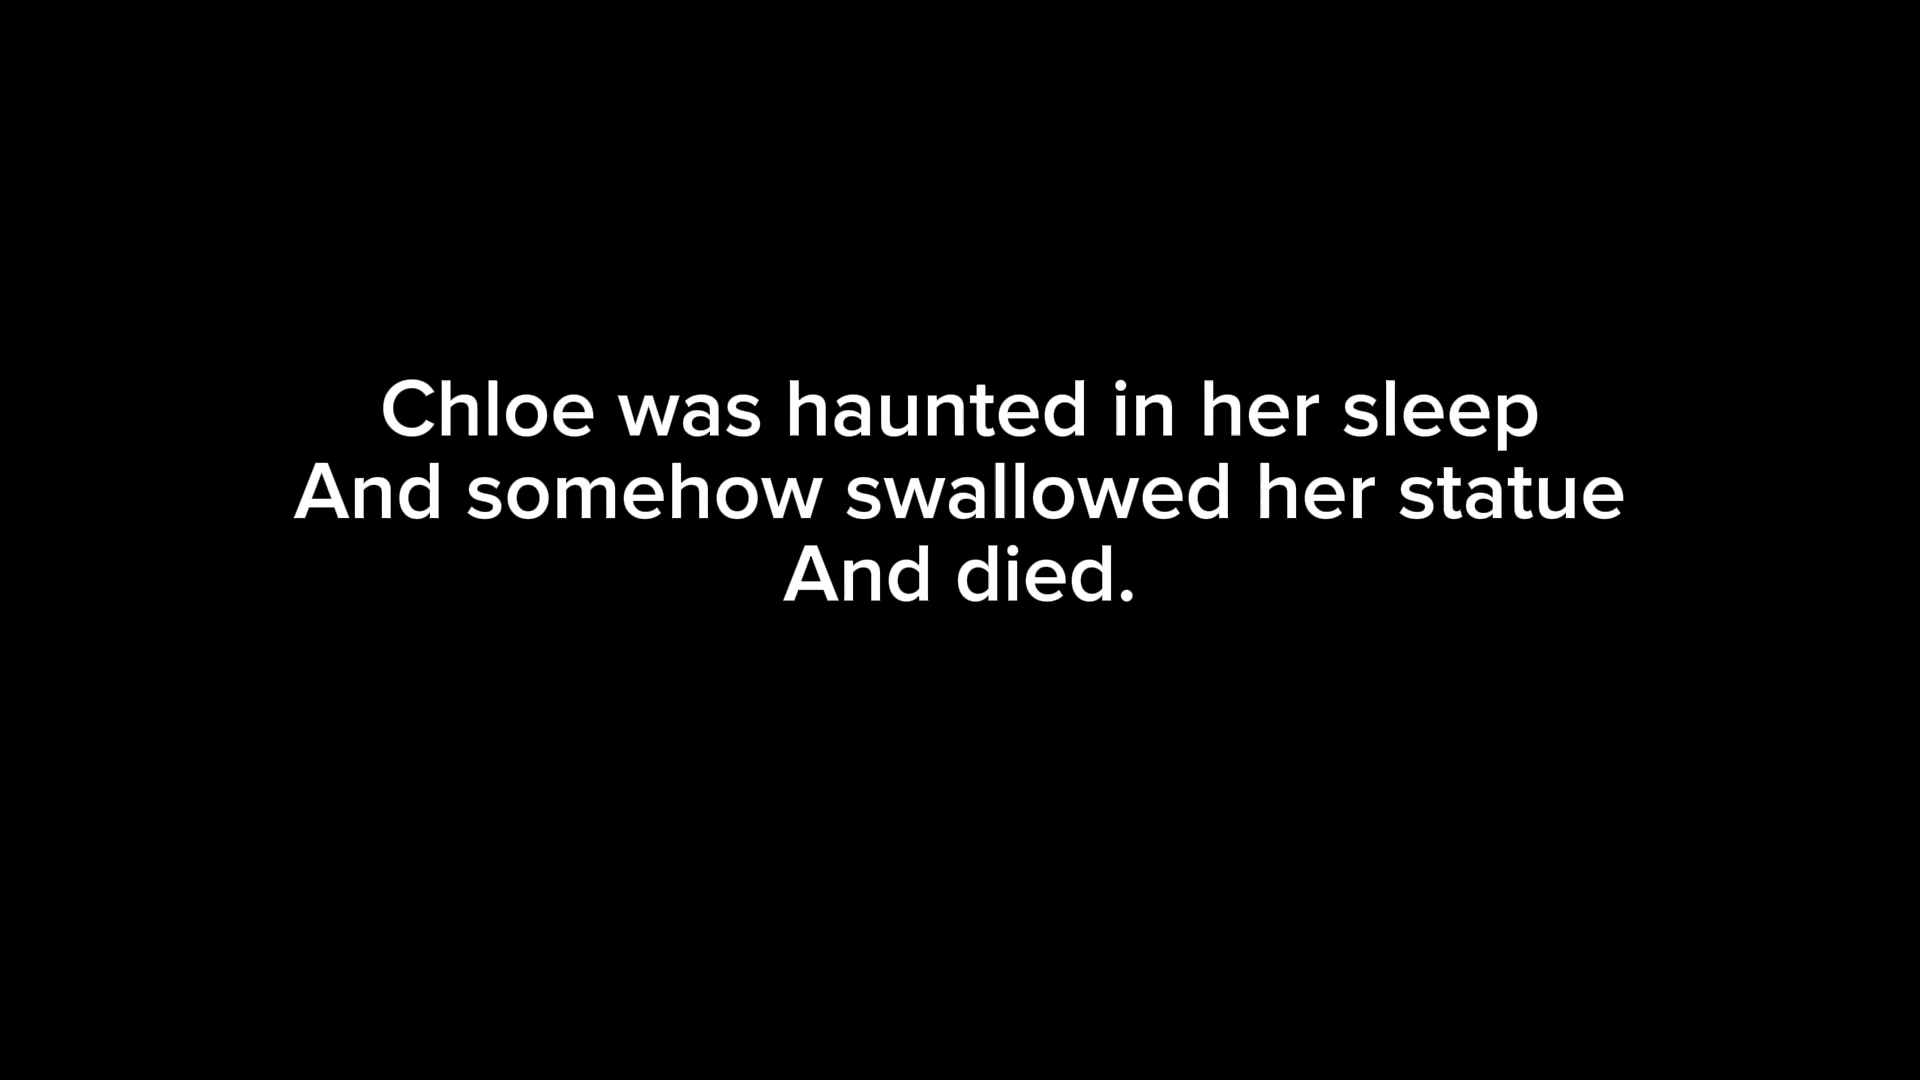 Chloe was haunted in her sleep
And somehow swallowed her statue
And died.